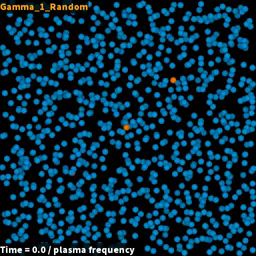 Gamma_1_Random
Time = 0.0 / plasma frequency